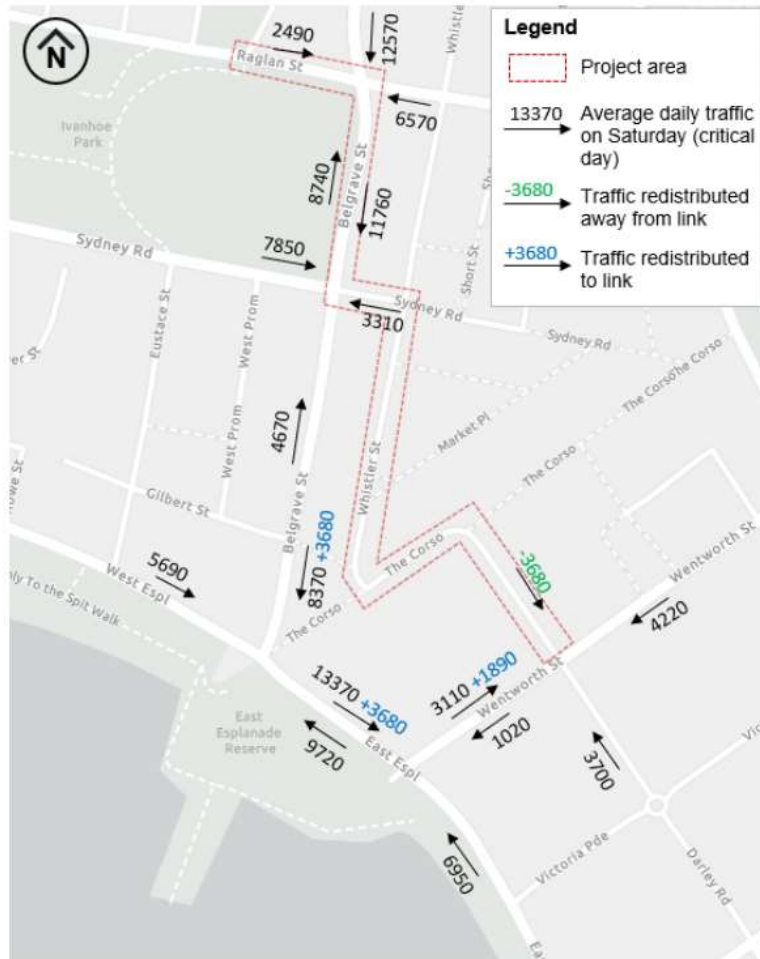 N
Legend
Project area
13370
Average daily traffic
on Saturday (critical
day)
-3680
Traffic redistributed
away from link
+3680
Traffic redistributed
to link
2490
12570
Raglan St
6570
Ivanhoe
Park
8740
Belgrave St
11760
Sydney Rd
7850
3310
Sydney Rd
Short St
Sydney Rd
The Corso
The Corso
Eustace St
West Prom
West Prom
4670
Market Pl
Whistler St
The Corso
Gilbert St
Belgrave St
8370 +3680
The Corso
-3680
Wentworth St
4220
5690
West Espl
The Corso
13370 +3680
3110 +1890
Wentworth St
1020
East
Esplanade
Reserve
9720
East Espl
3700
6950
Victoria Pde
Darley Rd